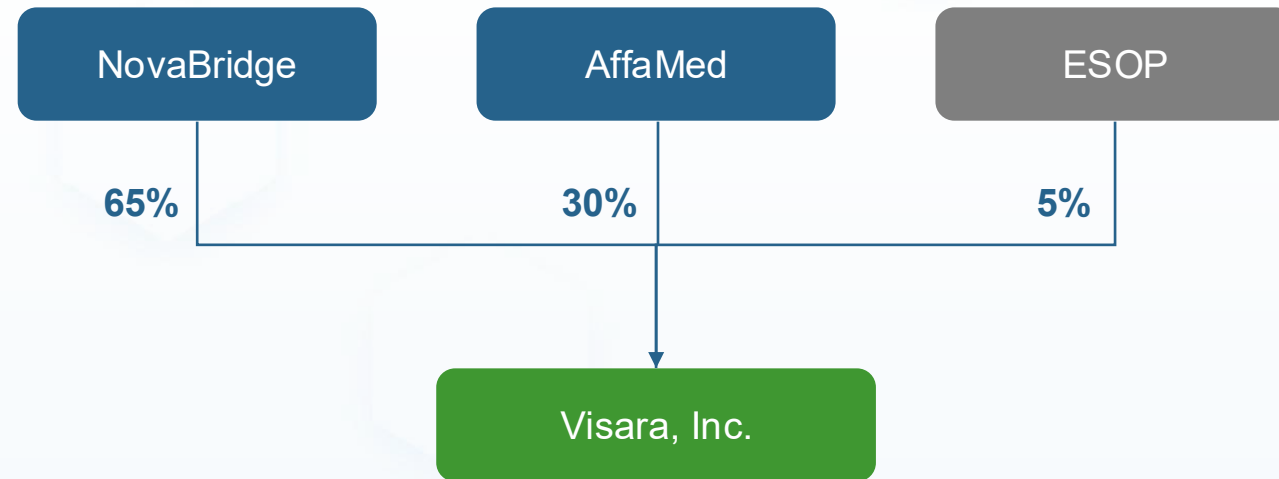 NovaBridge
AffaMed
ESOP
65%
30%
5%
Visara, Inc.